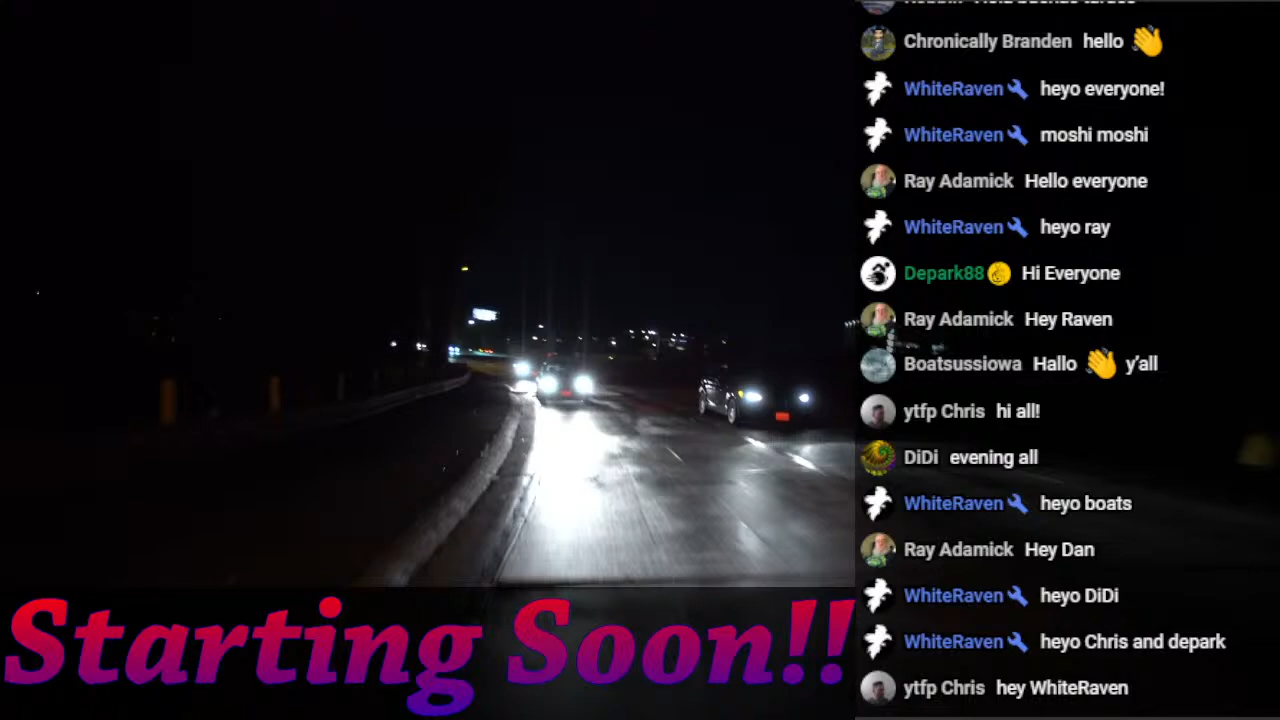 Chronically Branden hello 👋
WhiteRaven heyo everyone!
WhiteRaven moshi moshi
Ray Adamick Hello everyone
WhiteRaven heyo ray
Depark88 Hi Everyone
Ray Adamick Hey Raven
Boatsussiowa Hallo 👋 y'all
ytfp Chris hi all!
DiDi evening all
WhiteRaven heyo boats
Ray Adamick Hey Dan
WhiteRaven heyo DiDi
WhiteRaven heyo Chris and depark
ytfp Chris hey WhiteRaven
Starting Soon!!